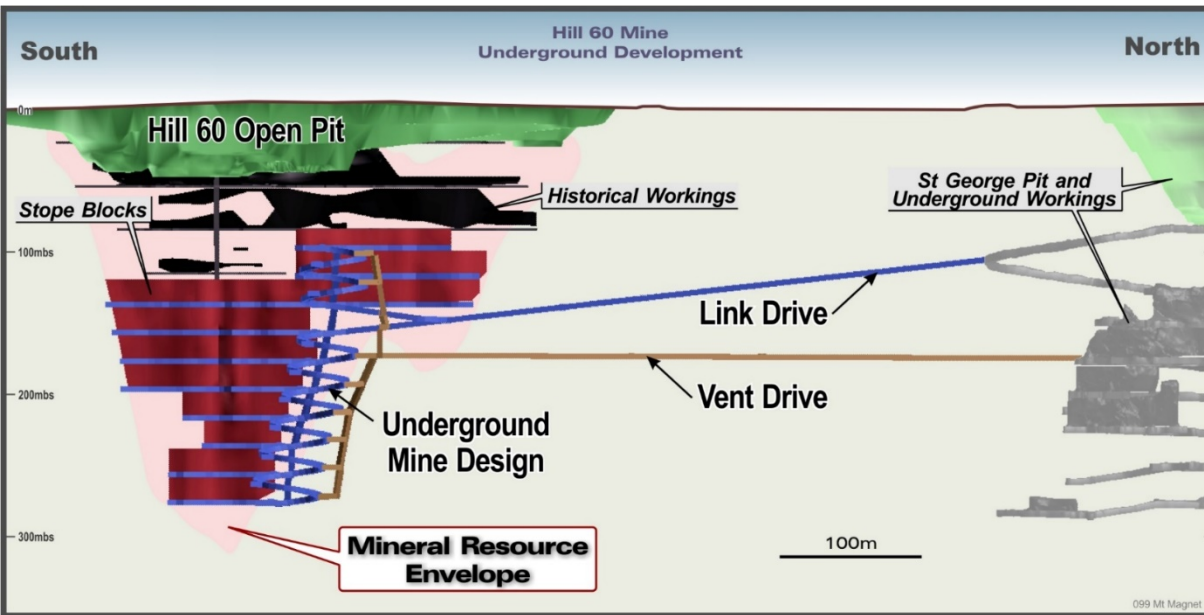 Hill 60 Mine
Underground Development
South
North
0m
Hill 60 Open Pit
St George Pit and
Underground Workings
Historical Workings
Stope Blocks
100mbs
Link Drive
200mbs
Vent Drive
Underground
Mine Design
300mbs
Mineral Resource
Envelope
100m
099 Mt Magnet